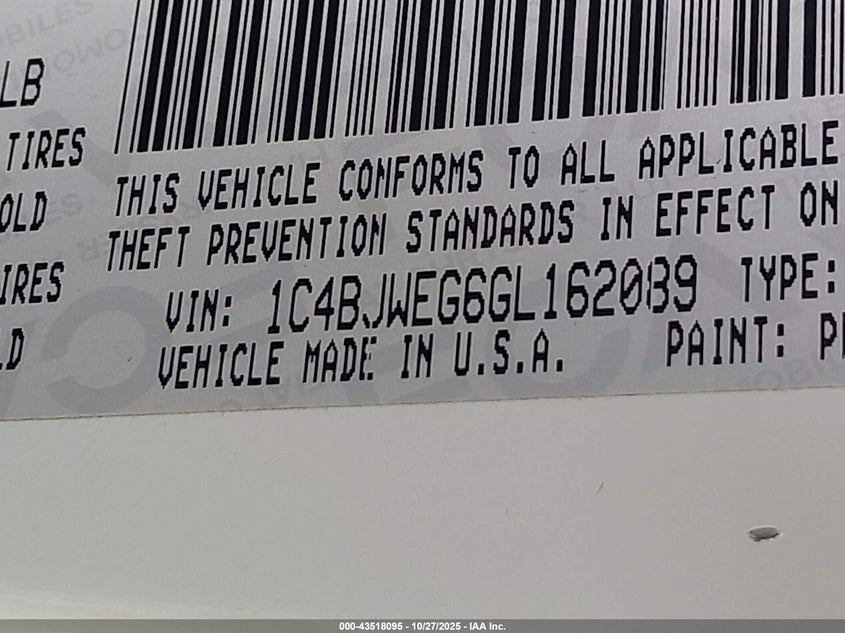 LB
TIRES
OLD
IRES
LD
THIS VEHICLE CONFORMS TO ALL APPLICABLE
THEFT PREVENTION STANDARDS IN EFFECT ON
VIN: 1C4BJWEG6GL162089 TYPE:
VEHICLE MADE IN U.S.A. PAINT:
000-43518095 - 10/27/2025 - IAA Inc.